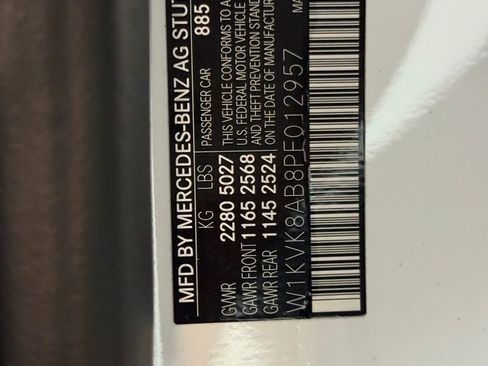 MFD BY MERCEDES-BENZ AG STUT
KG LBS PASSENGER CAR 885
GVWR 2280 5027 THIS VEHICLE CONFORMS TO A
GAWR FRONT 1165 2568 U.S. FEDERAL MOTOR VEHICLE
GAWR REAR 1145 2524 AND THEFT PREVENTION STAND
ON THE DATE OF MANUFACTUR
W1KVK8AB8PF012957